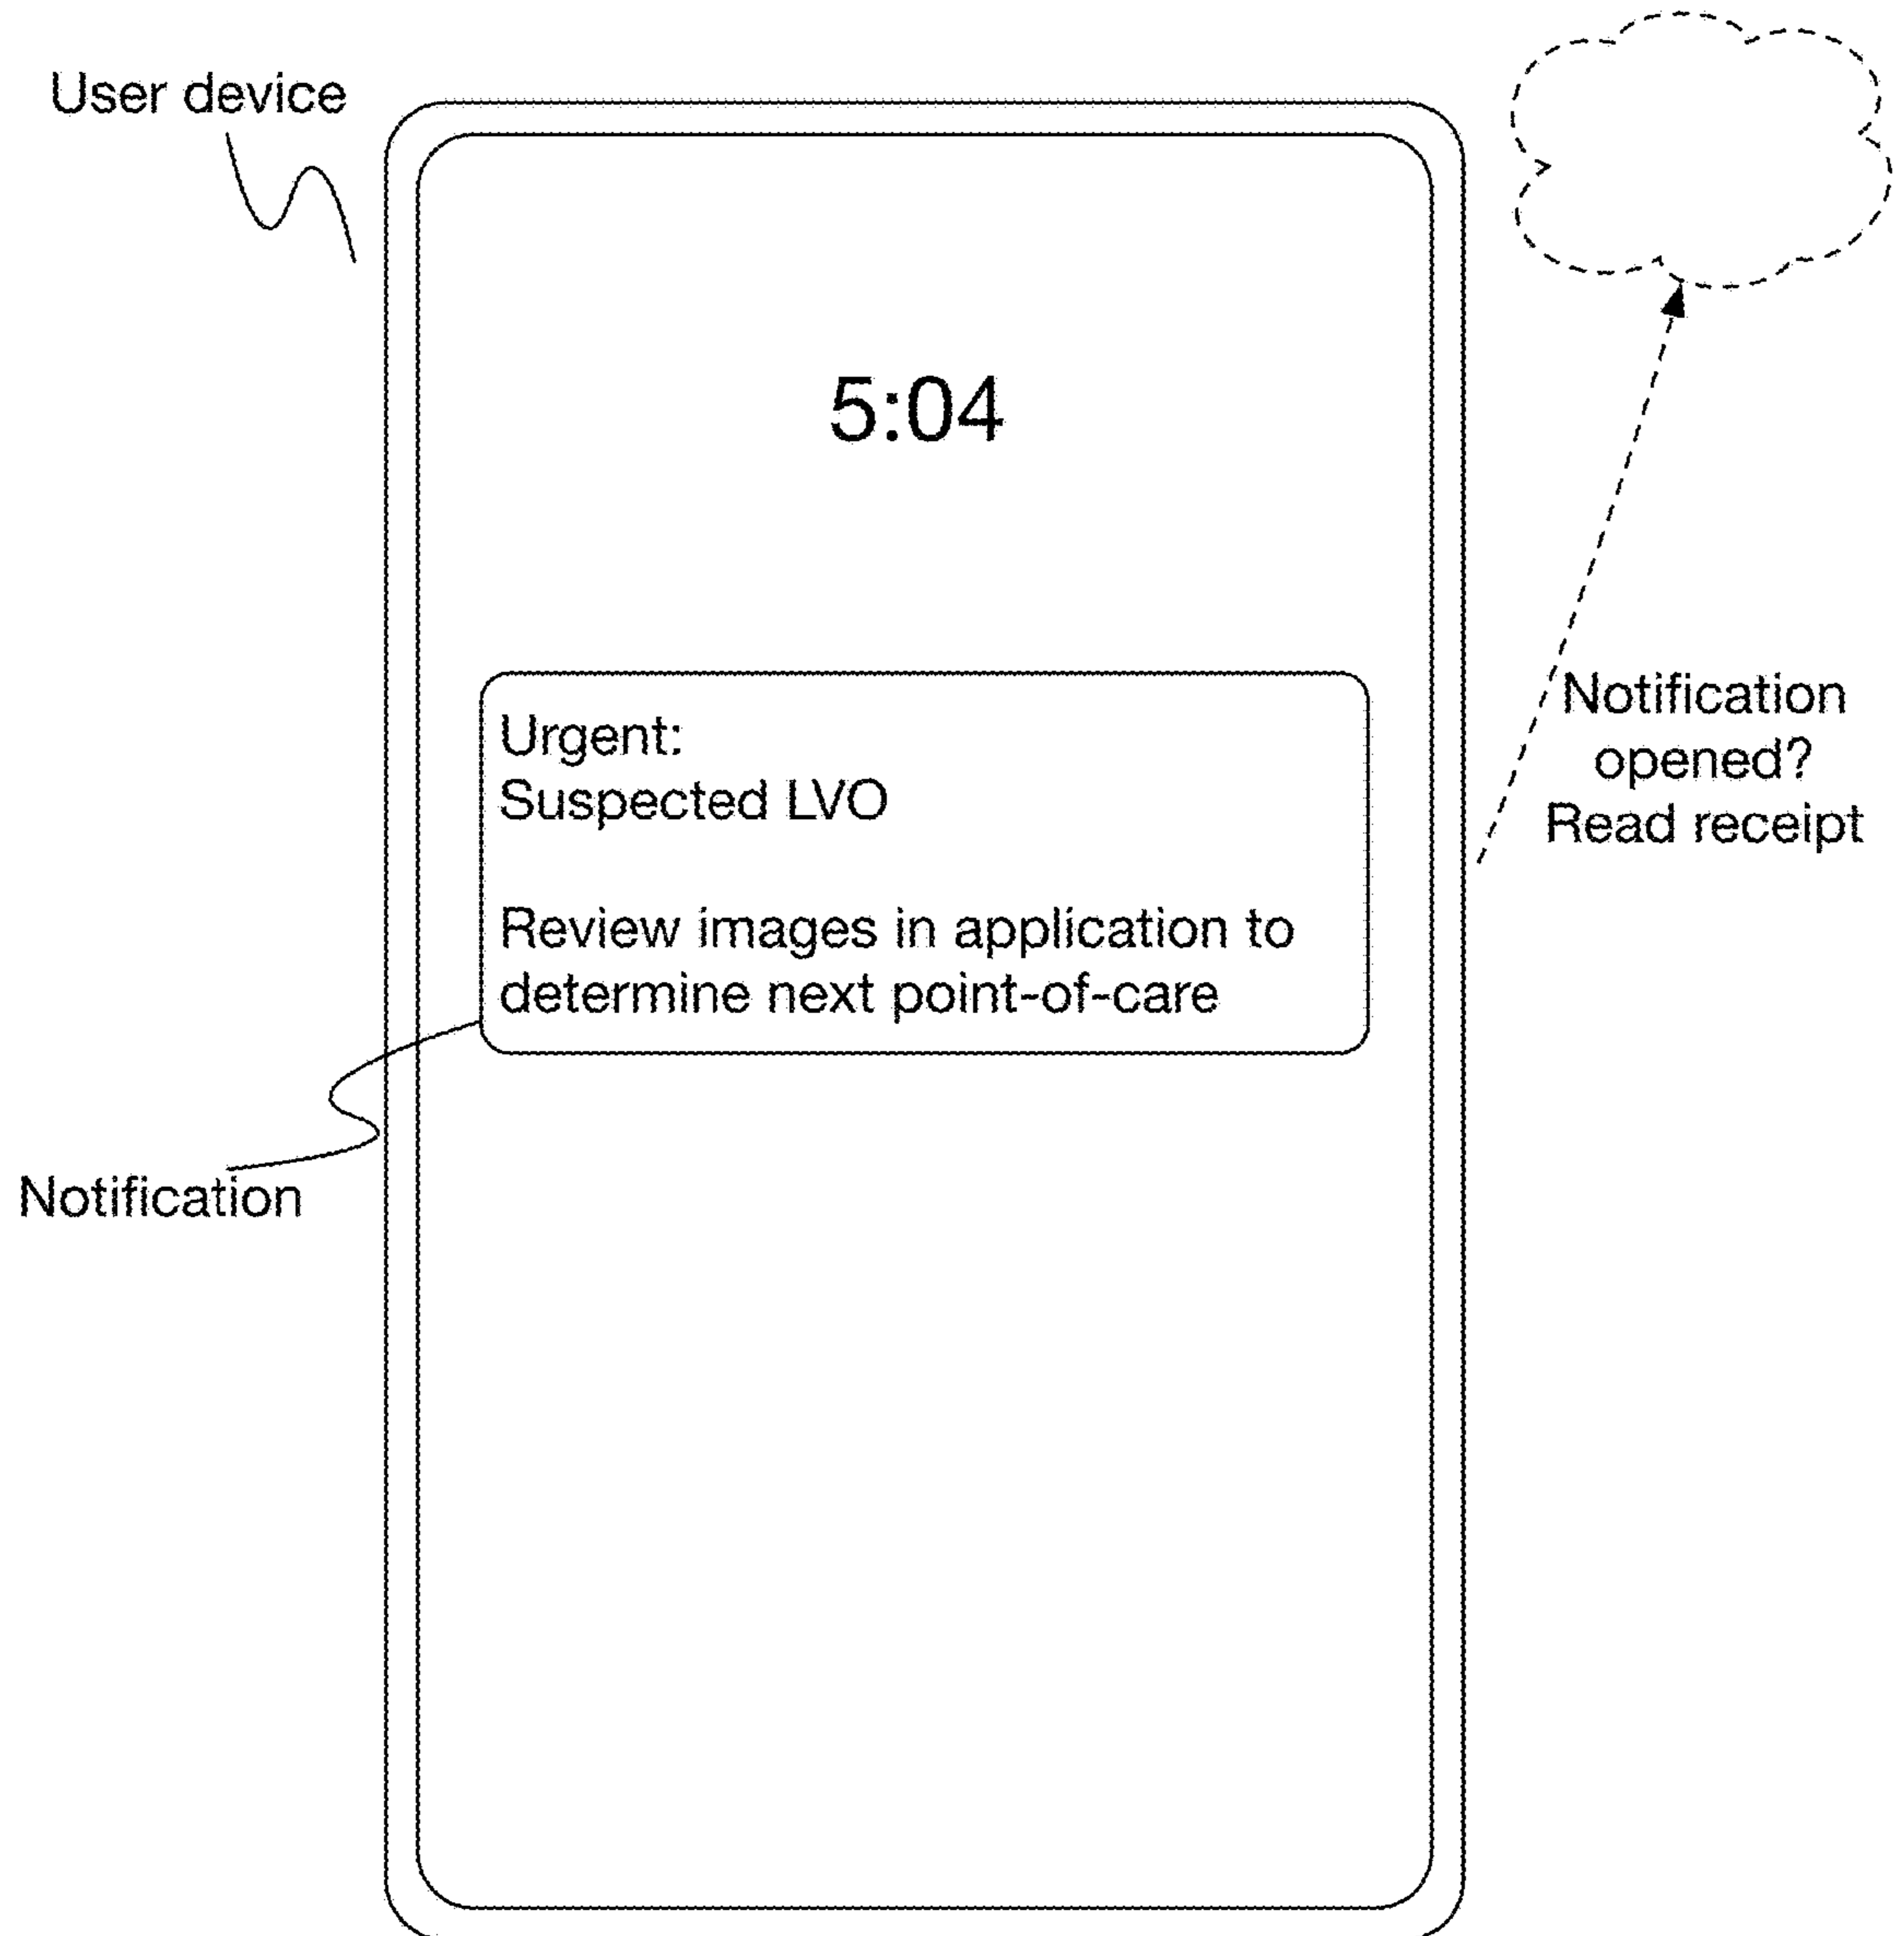 User device
5:04
Urgent:
Suspected LVO
Review images in application to
determine next point-of-care
Notification
opened?
Read receipt
Notification